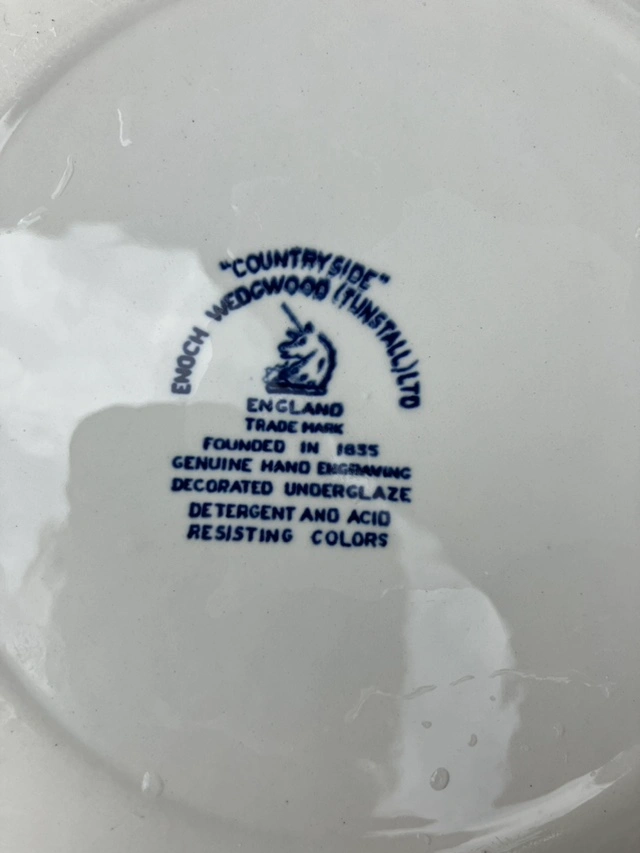 "COUNTRYSIDE"
ENOCH WEDGWOOD (TUNSTALL) LTD
ENGLAND
TRADE MARK
FOUNDED IN 1835
GENUINE HAND ENGRAVING
DECORATED UNDERGLAZE
DETERGENT AND ACID
RESISTING COLORS